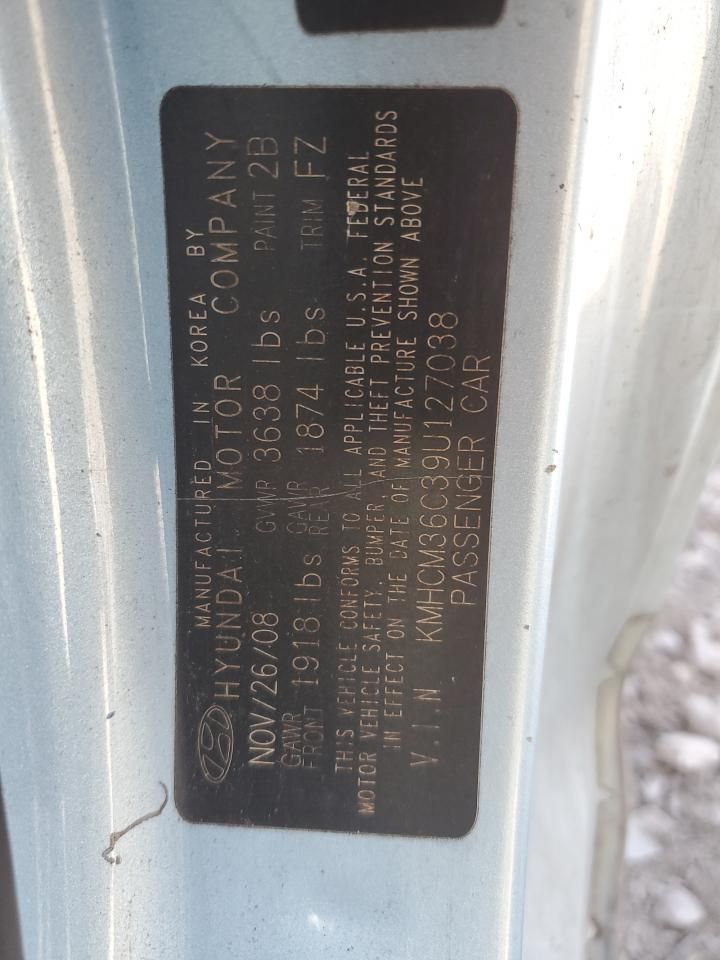 MANUFACTURED IN KOREA BY
HYUNDAI MOTOR COMPANY
NOV/26/08 GVWR 3638 lbs PAINT 2B
GAWR FRONT 1918 lbs GAWR REAR 1874 lbs TRIM FZ
THIS VEHICLE CONFORMS TO ALL APPLICABLE U.S.A. FEDERAL
MOTOR VEHICLE SAFETY, BUMPER, AND THEFT PREVENTION STANDARDS
IN EFFECT ON THE DATE OF MANUFACTURE SHOWN ABOVE
V.I.N KMHCM36C39U127038
PASSENGER CAR